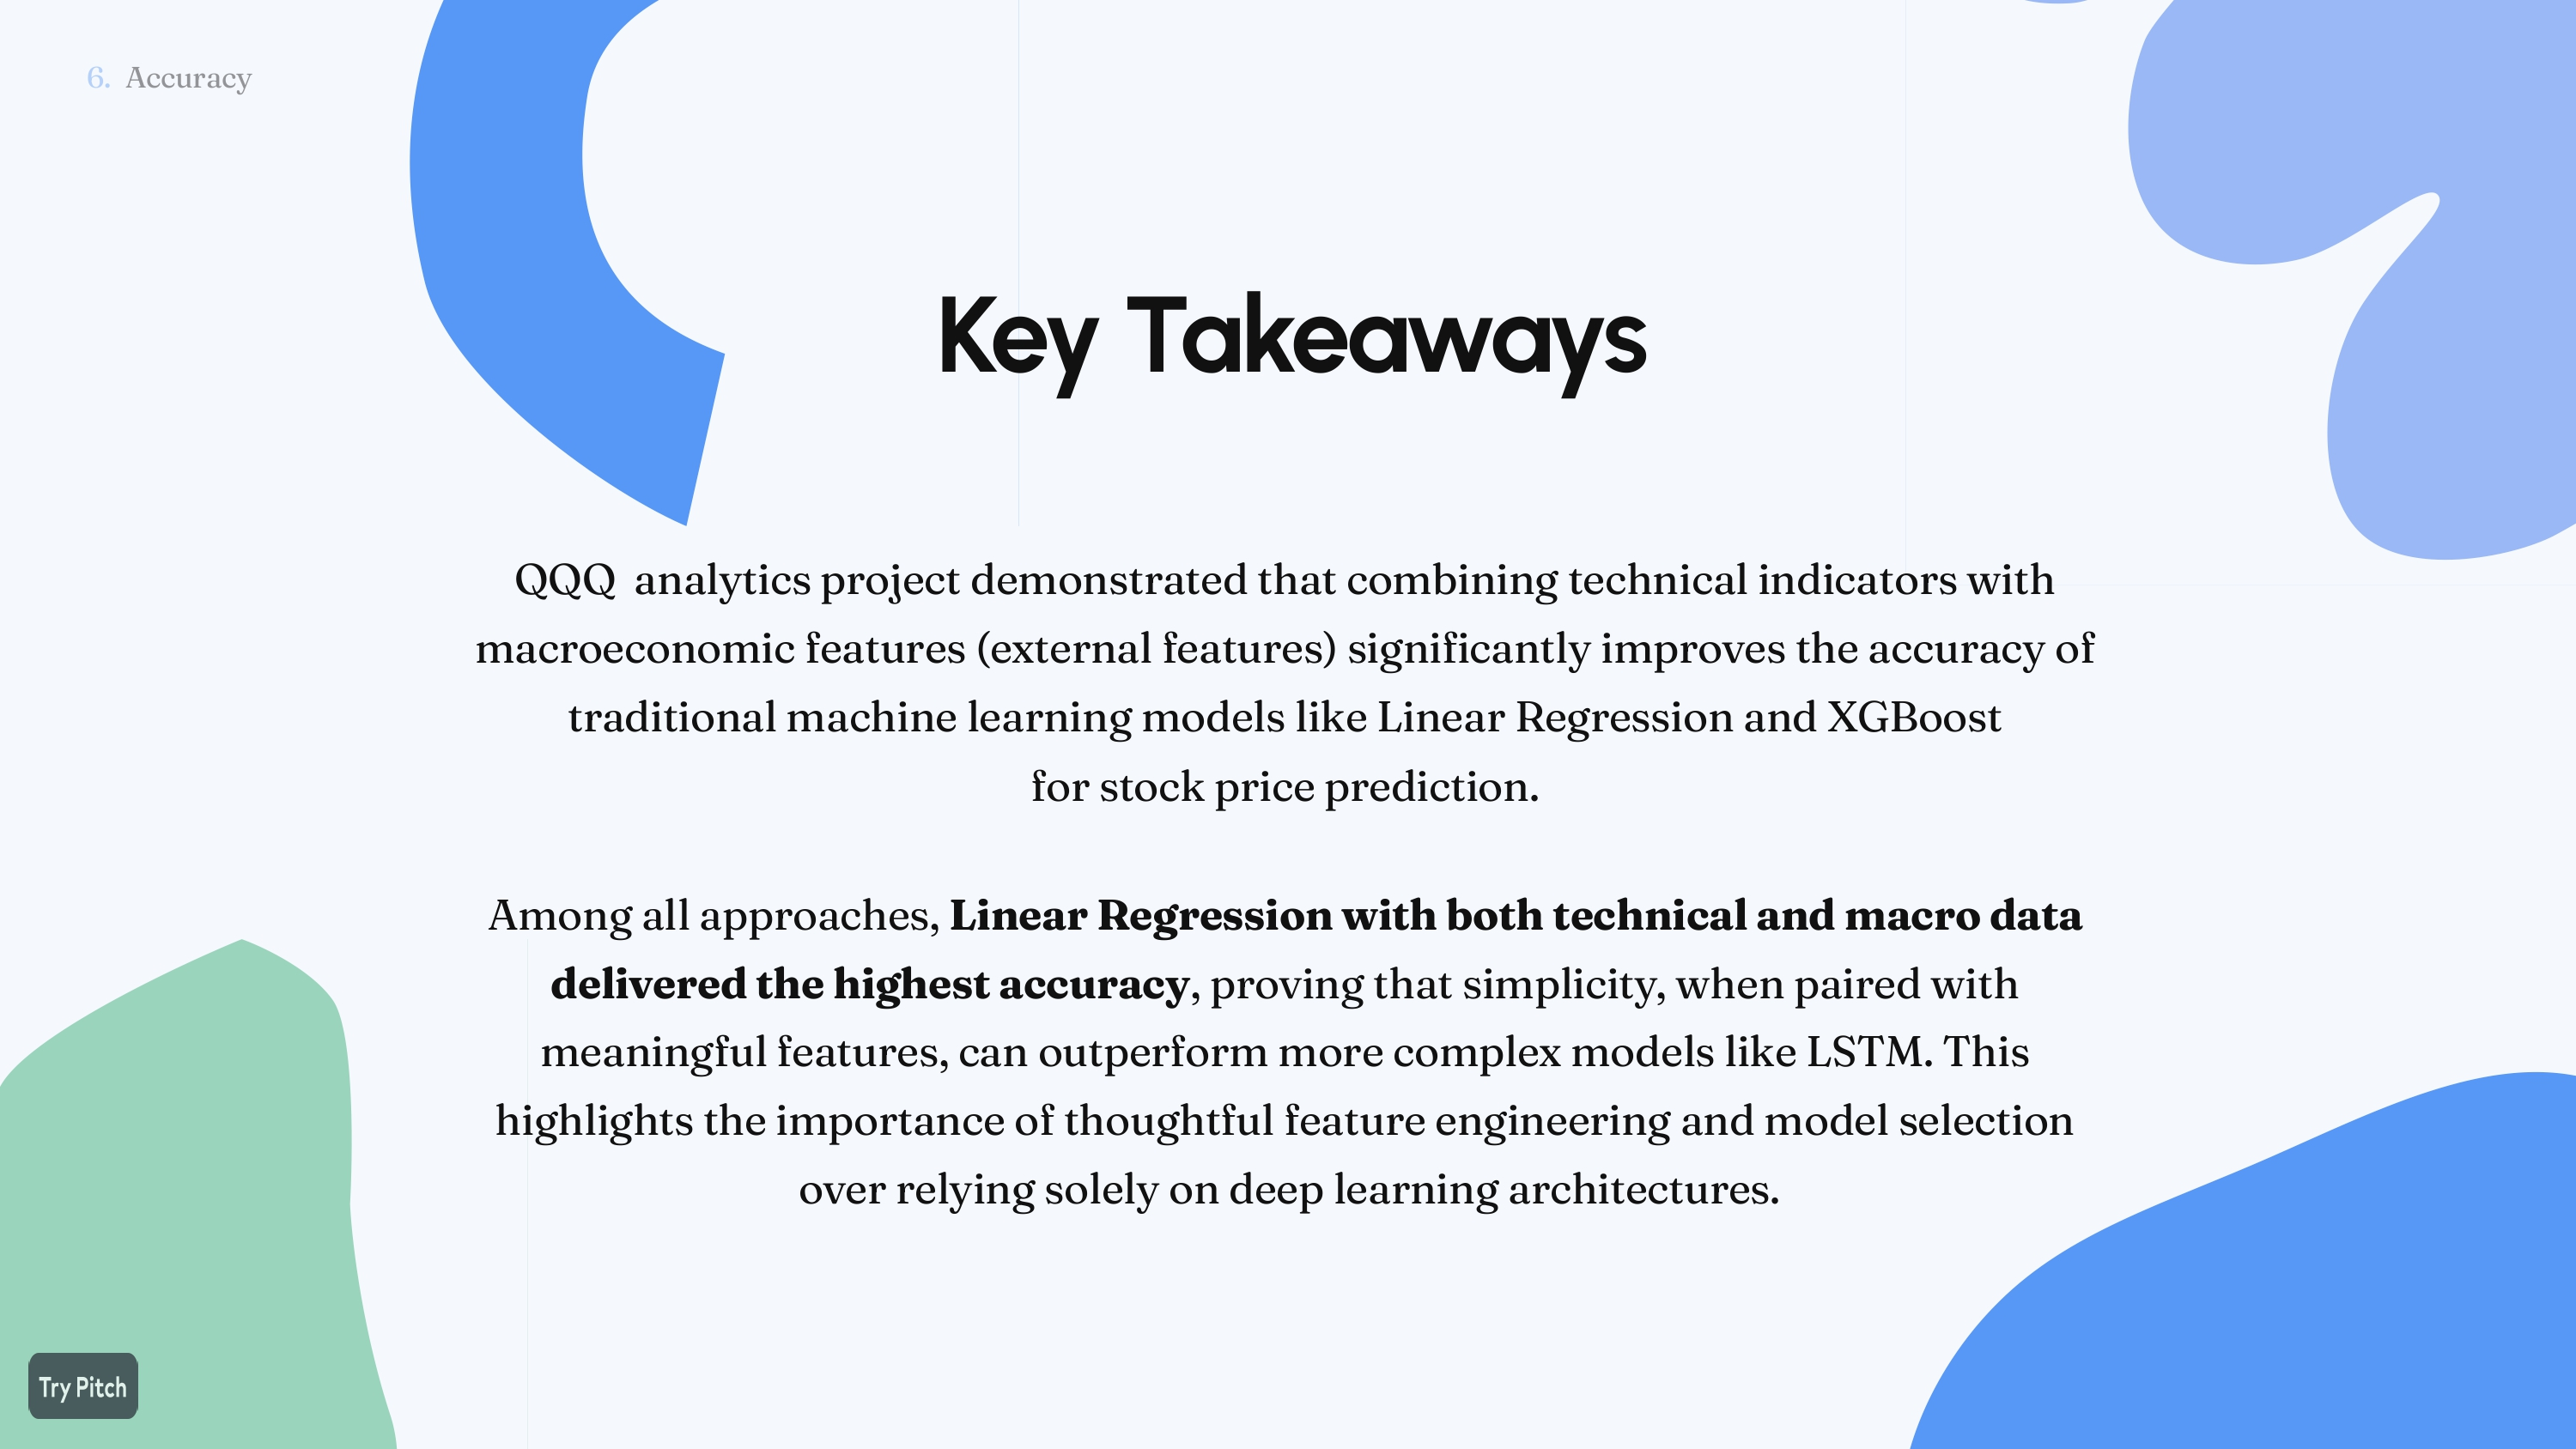 6. Accuracy
Key Takeaways
QQQ  analytics project demonstrated that combining technical indicators with
macroeconomic features (external features) significantly improves the accuracy of
traditional machine learning models like Linear Regression and XGBoost
for stock price prediction.
Among all approaches, Linear Regression with both technical and macro data
delivered the highest accuracy, proving that simplicity, when paired with
meaningful features, can outperform more complex models like LSTM. This
highlights the importance of thoughtful feature engineering and model selection
over relying solely on deep learning architectures.
Try Pitch